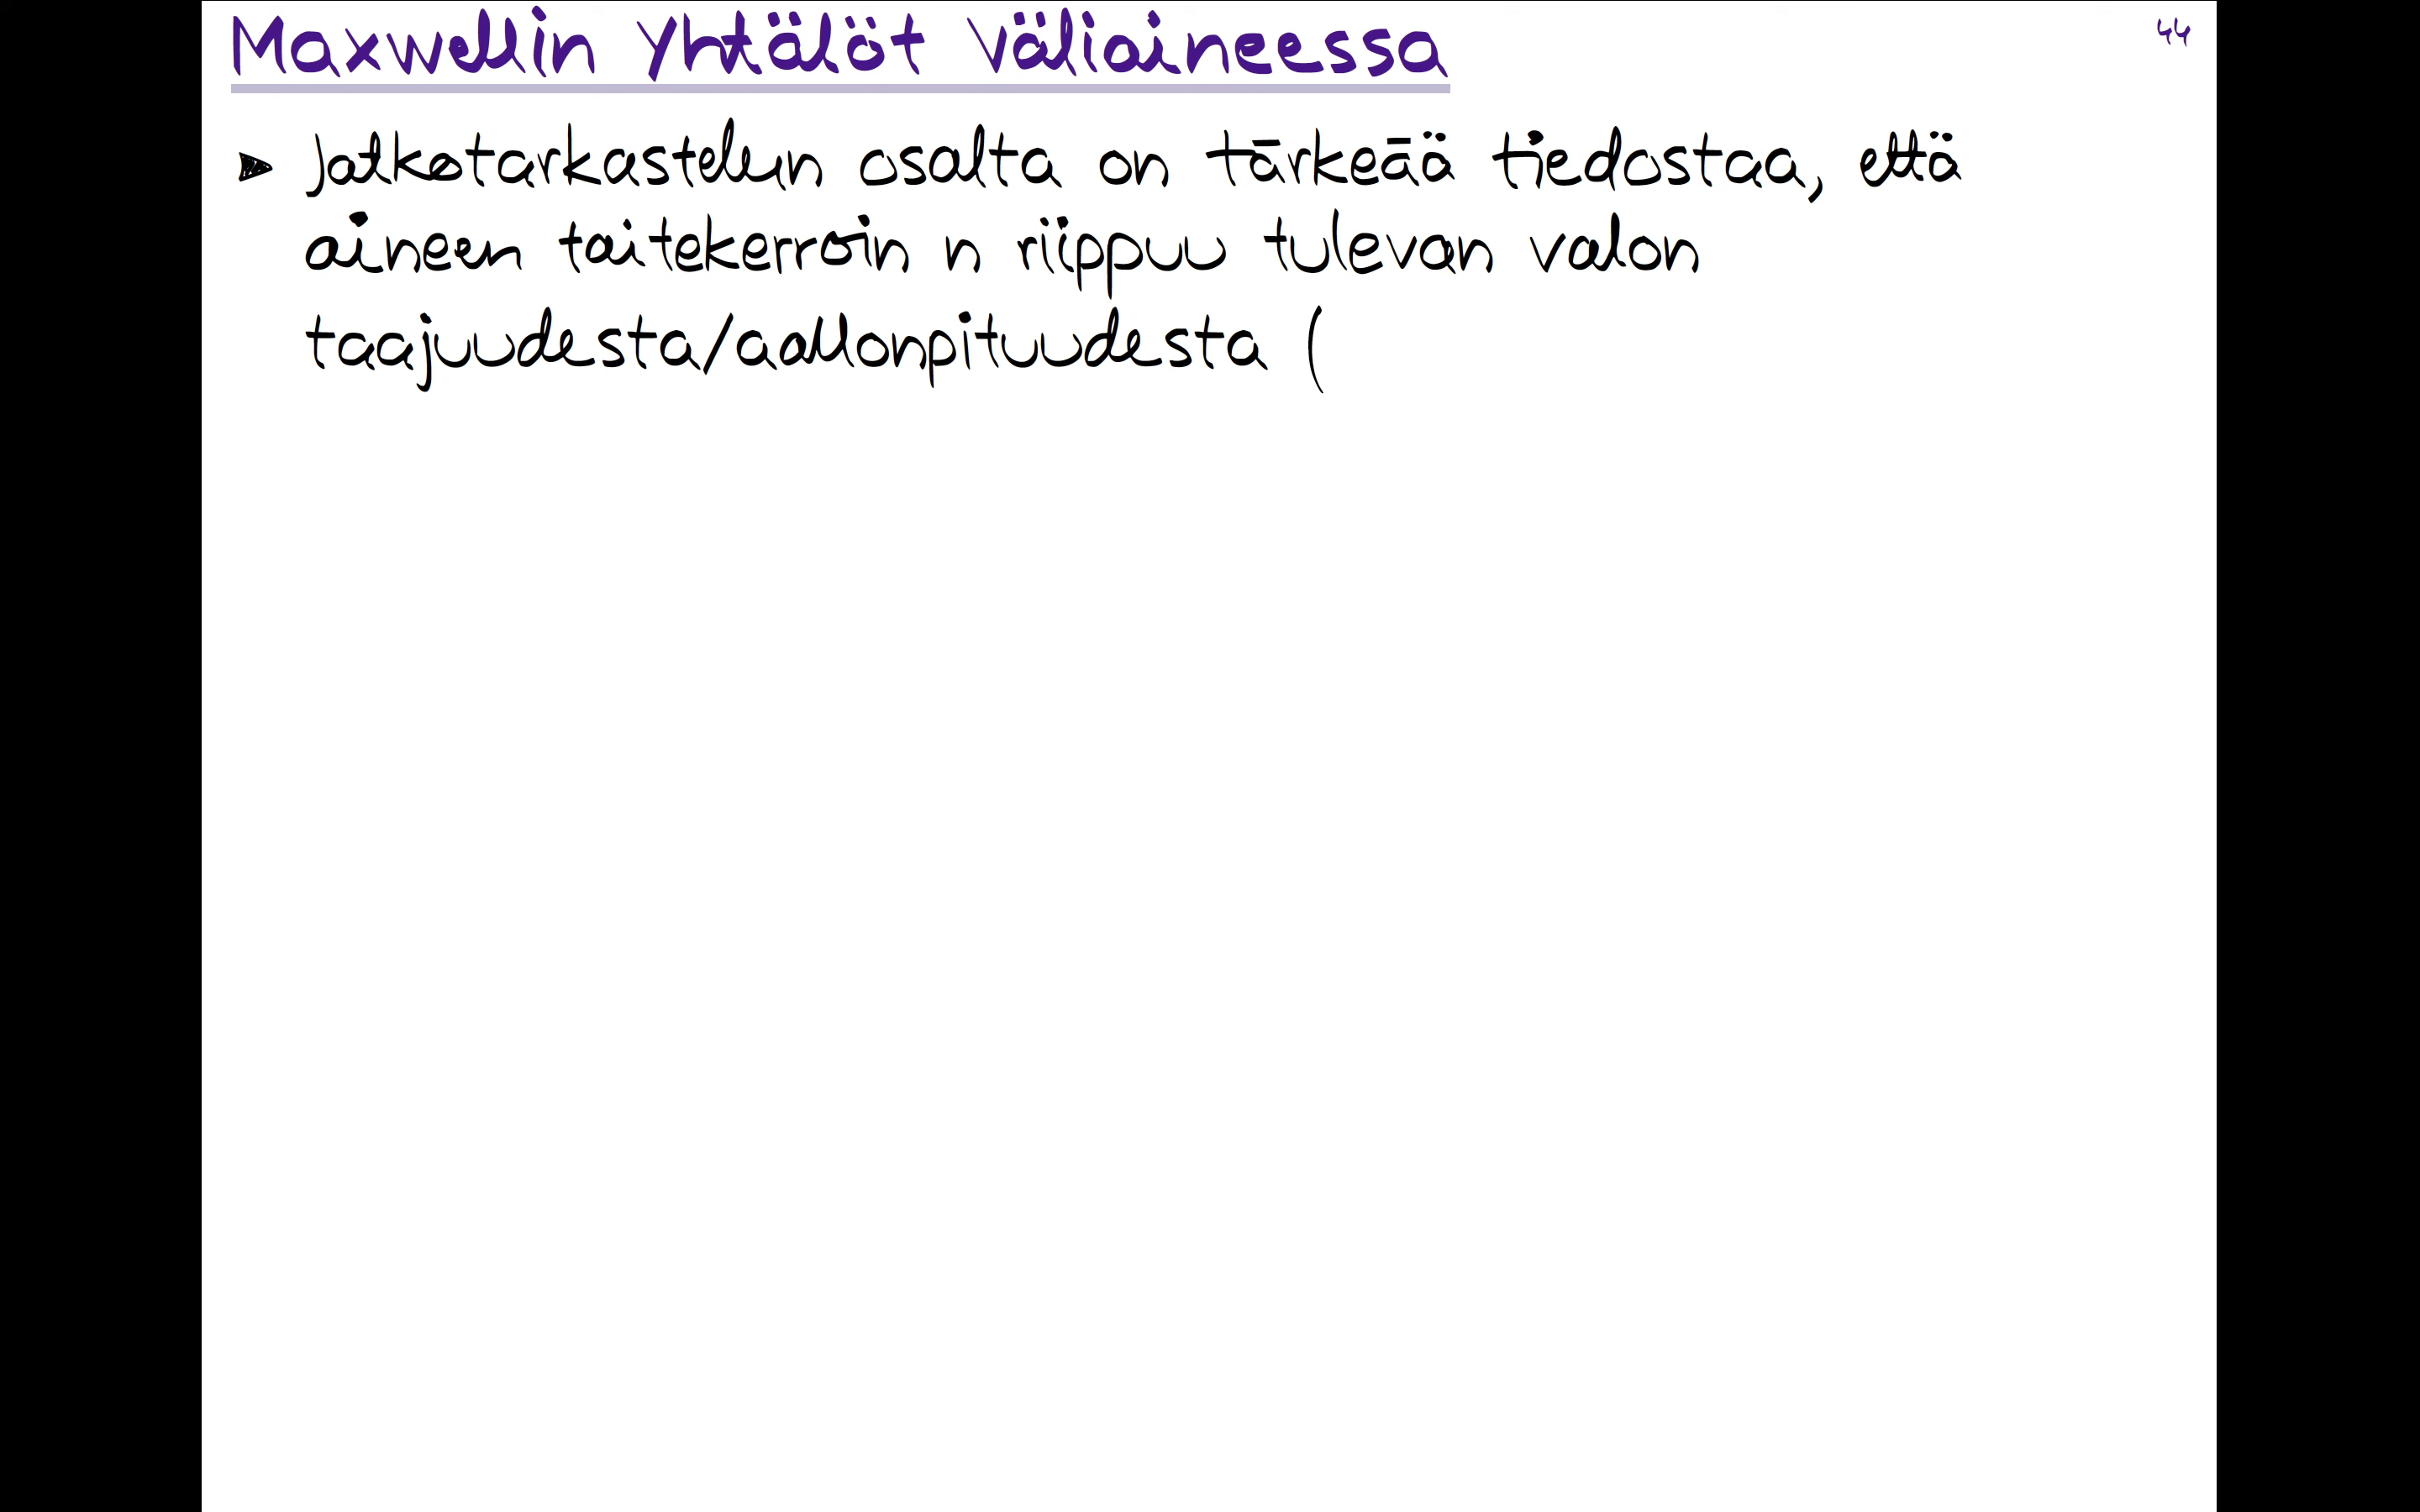 Maxwellin Yhtälöt Väliaineessa
44
Jatkotarkastelun osalta on tärkeää tiedostaa, että
aineen taitekerroin n riippuu tulevan valon
taajuudesta/aallonpituudesta (